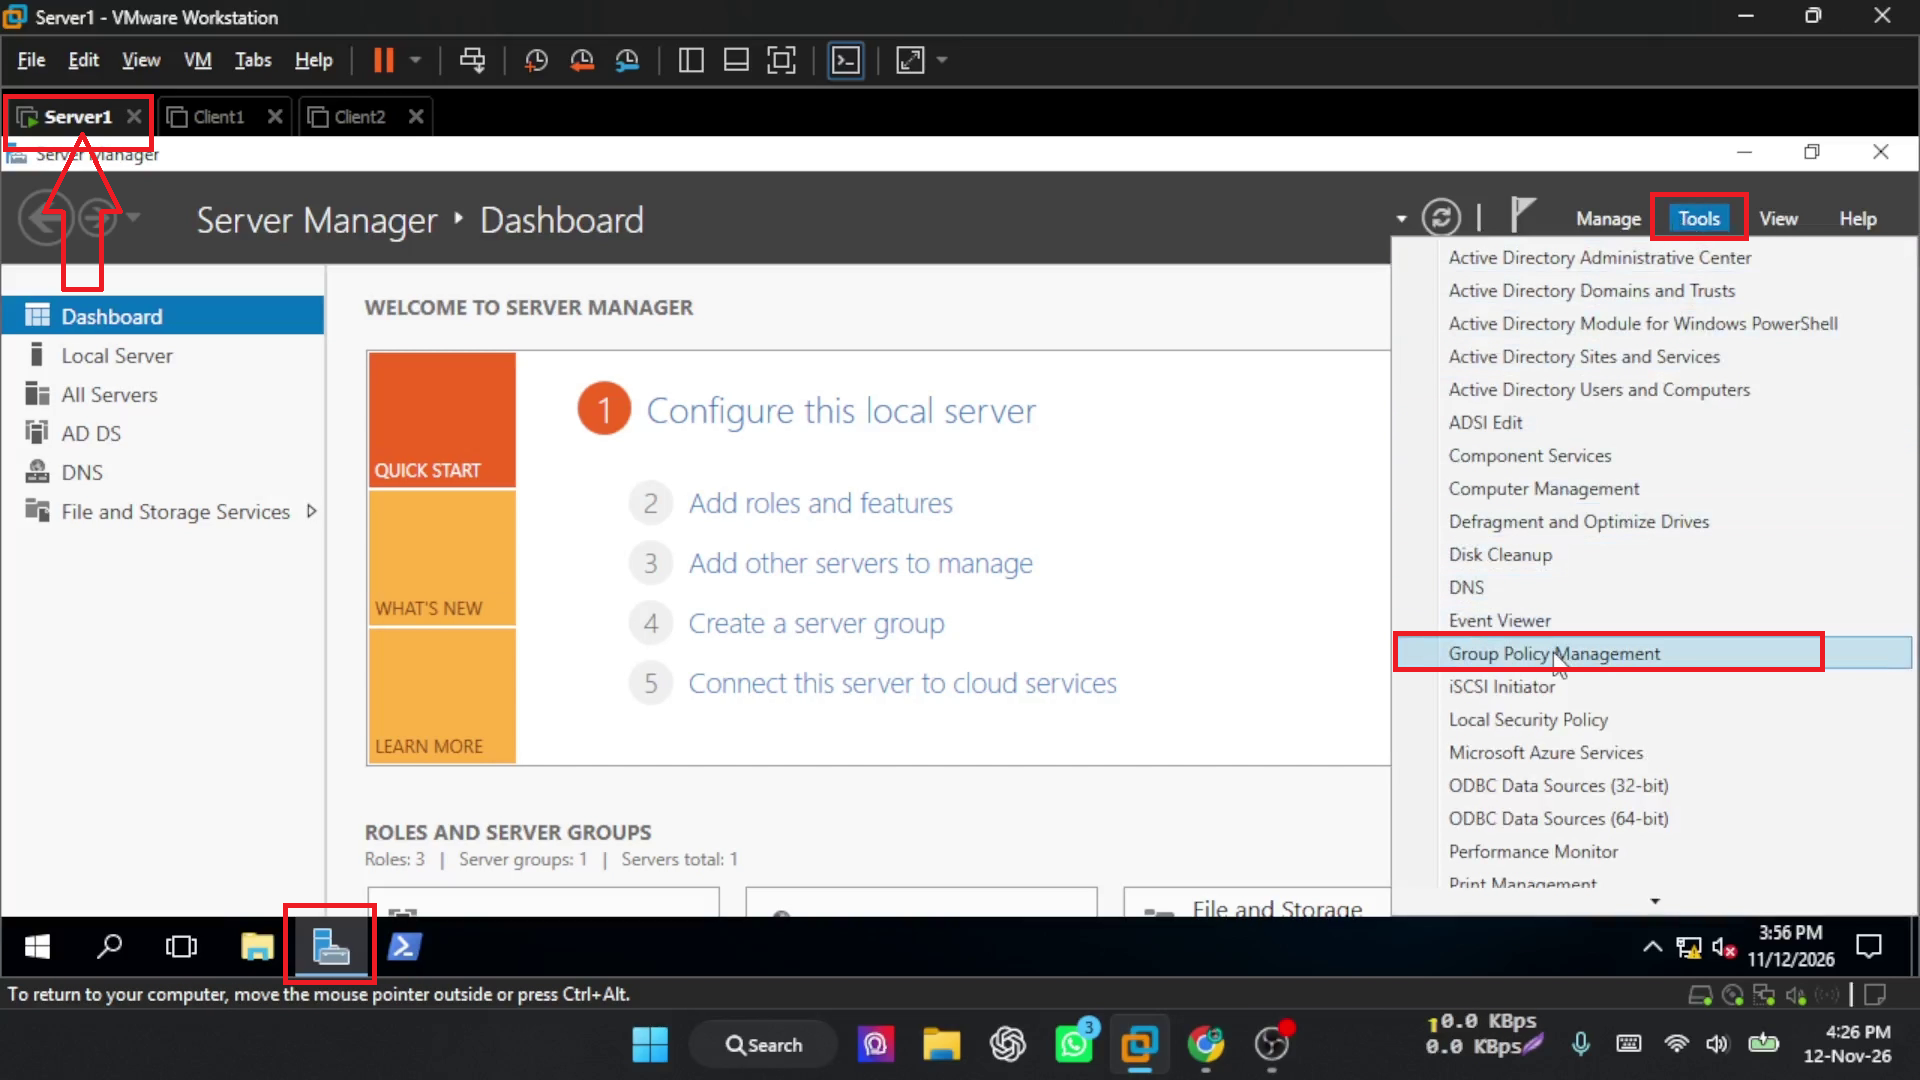 Server1 - VMware Workstation
File Edit View VM Tabs Help
Server1 Client1 Client2
Server Manager
Server Manager Dashboard
Manage Tools View Help
Dashboard
Local Server
All Servers
AD DS
DNS
File and Storage Services
WELCOME TO SERVER MANAGER
QUICK START
WHAT'S NEW
LEARN MORE
1 Configure this local server
2 Add roles and features
3 Add other servers to manage
4 Create a server group
5 Connect this server to cloud services
ROLES AND SERVER GROUPS
Roles: 3 | Server groups: 1 | Servers total: 1
File and Storage
Active Directory Administrative Center
Active Directory Domains and Trusts
Active Directory Module for Windows PowerShell
Active Directory Sites and Services
Active Directory Users and Computers
ADSI Edit
Component Services
Computer Management
Defragment and Optimize Drives
Disk Cleanup
DNS
Event Viewer
Group Policy Management
iSCSI Initiator
Local Security Policy
Microsoft Azure Services
ODBC Data Sources (32-bit)
ODBC Data Sources (64-bit)
Performance Monitor
Print Management
3:56 PM
11/12/2026
To return to your computer, move the mouse pointer outside or press Ctrl+Alt.
Search
3
0.0 KBps
0.0 KBps
4:26 PM
12-Nov-26